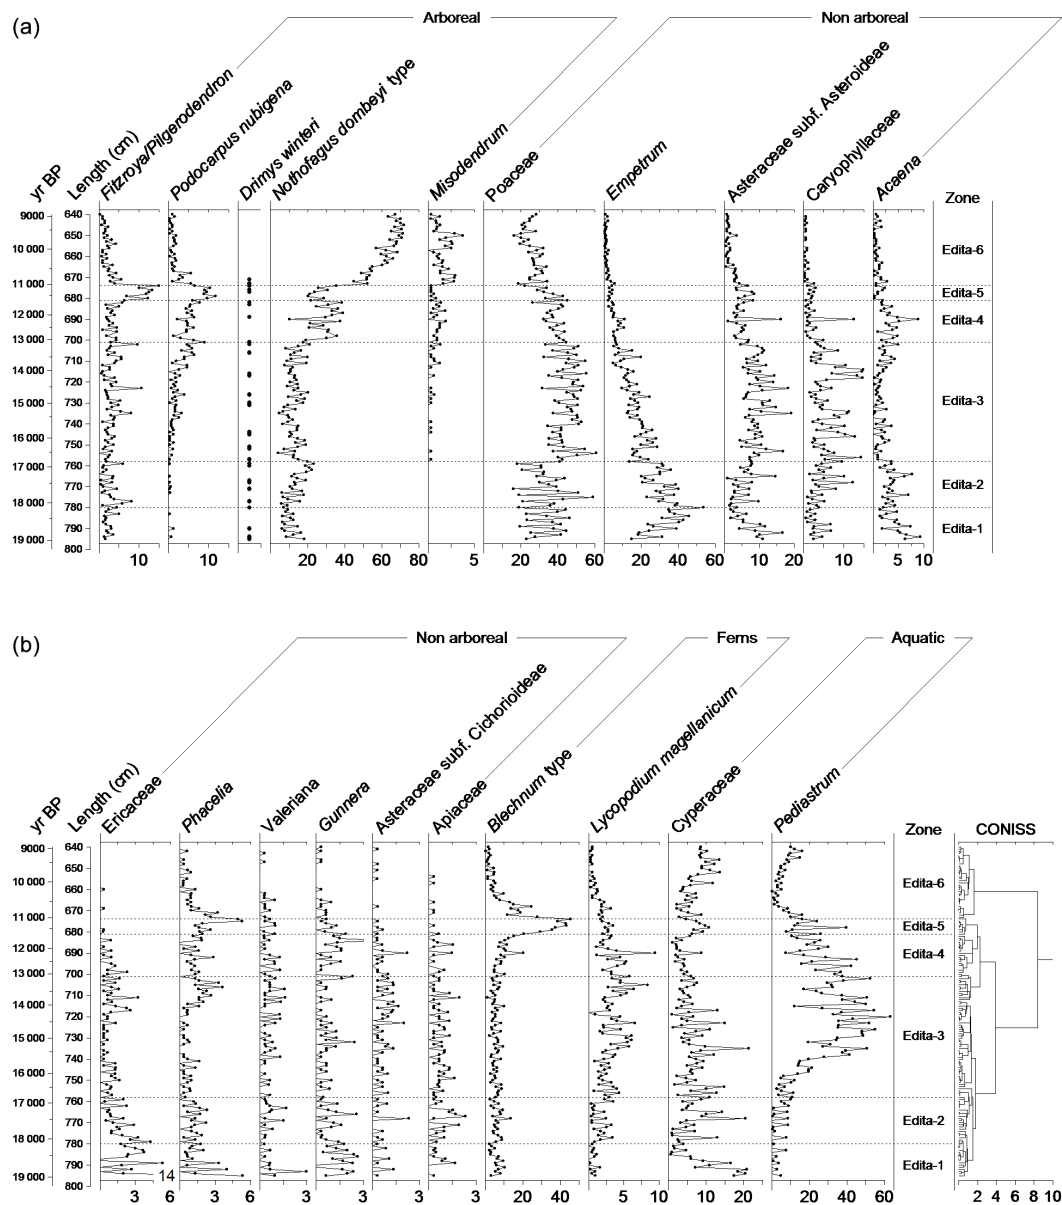 (a)
Arboreal
Non arboreal
yr BP
Length (cm)
Fitzroya/Pilgerodendron
Podocarpus nubigena
Drimys winteri
Nothofagus dombeyi type
Misodendrum
Poaceae
Empetrum
Asteraceae subf. Asteroideae
Caryophyllaceae
Acaena
Zone
9000 640
650
10 000
660 Edita-6
670
11 000
680 Edita-5
12 000
690 Edita-4
13 000 700
710
14 000
720
15 000 730 Edita-3
740
16 000 750
17 000 760
770 Edita-2
18 000
780
790 Edita-1
19 000
800
10 10 20 40 60 80 5 20 40 60 20 40 60 10 20 10 5 10
(b)
Non arboreal
Ferns
Aquatic
yr BP
Length (cm)
Ericaceae
Phacelia
Valeriana
Gunnera
Asteraceae subf. Cichorioideae
Apiaceae
Blechnum type
Lycopodium magellanicum
Cyperaceae
Pediastrum
Zone CONISS
9000 640
650
10 000
660 Edita-6
670
11 000
680 Edita-5
12 000
690 Edita-4
13 000 700
710
14 000
720
15 000 730 Edita-3
740
16 000 750
17 000 760
770 Edita-2
18 000
780
790 Edita-1
19 000 14
800
3 6 3 6 3 3 3 3 20 40 5 10 10 20 20 40 60 2 4 6 8 10